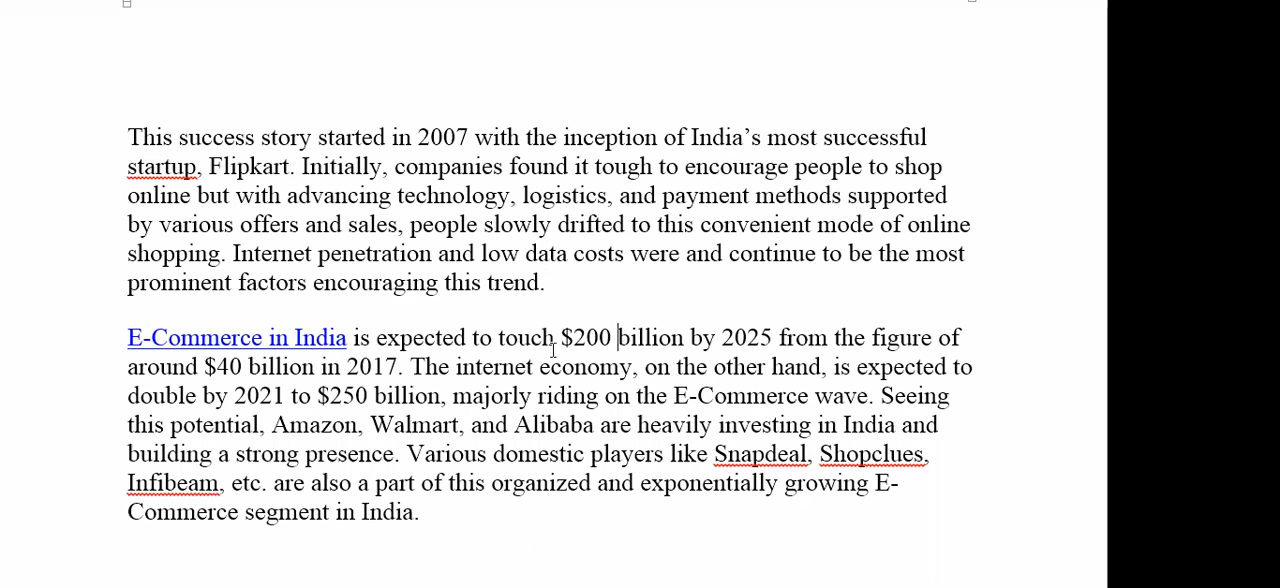 This success story started in 2007 with the inception of India’s most successful
startup, Flipkart. Initially, companies found it tough to encourage people to shop
online but with advancing technology, logistics, and payment methods supported
by various offers and sales, people slowly drifted to this convenient mode of online
shopping. Internet penetration and low data costs were and continue to be the most
prominent factors encouraging this trend.
E-Commerce in India is expected to touch $200 billion by 2025 from the figure of
around $40 billion in 2017. The internet economy, on the other hand, is expected to
double by 2021 to $250 billion, majorly riding on the E-Commerce wave. Seeing
this potential, Amazon, Walmart, and Alibaba are heavily investing in India and
building a strong presence. Various domestic players like Snapdeal, Shopclues,
Infibeam, etc. are also a part of this organized and exponentially growing E-
Commerce segment in India.